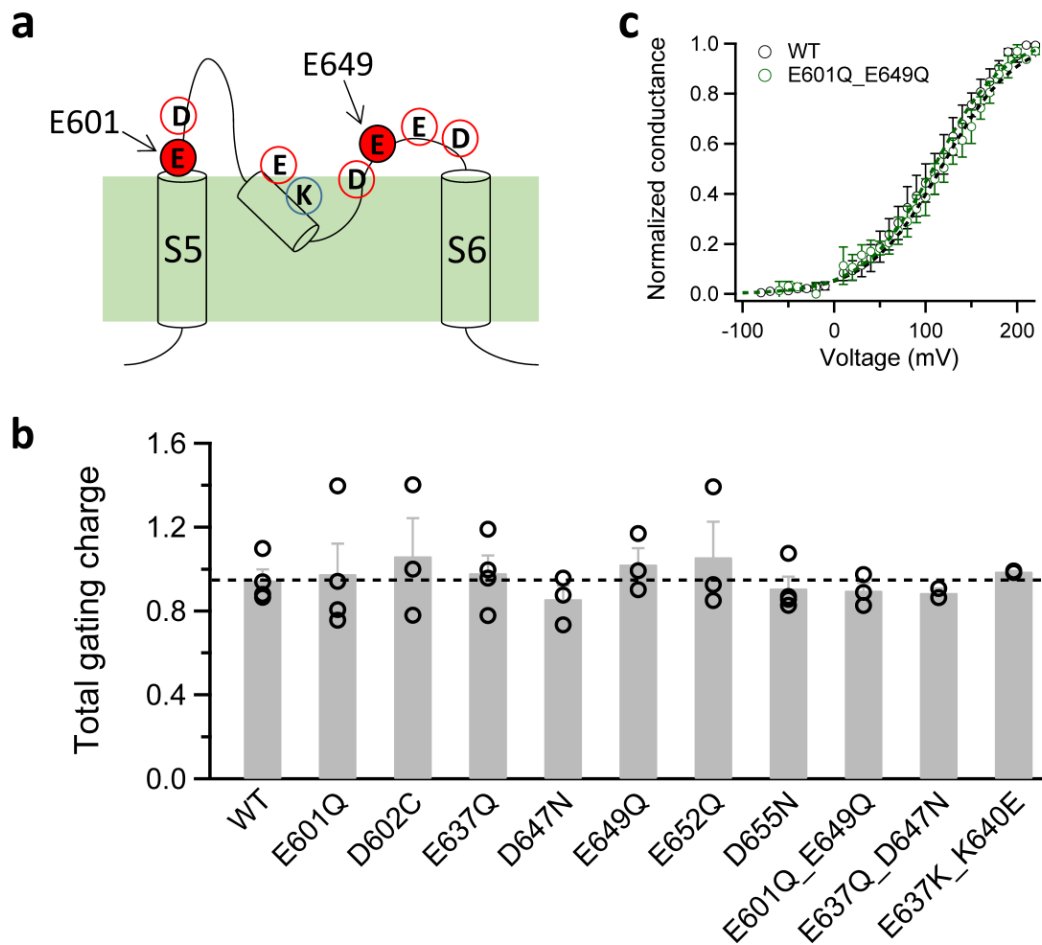 a
E649
E601
D
E
E
K
D
E
E
D
S5
S6
c
WT
E601Q_E649Q
Normalized conductance
1.0
0.8
0.6
0.4
0.2
0.0
-100
0
100
200
Voltage (mV)
b
Total gating charge
1.6
1.2
0.8
0.4
0.0
WT
E601Q
D602C
E637Q
D647N
E649Q
E652Q
D655N
E601Q_E649Q
E637Q_D647N
E637K_K640E